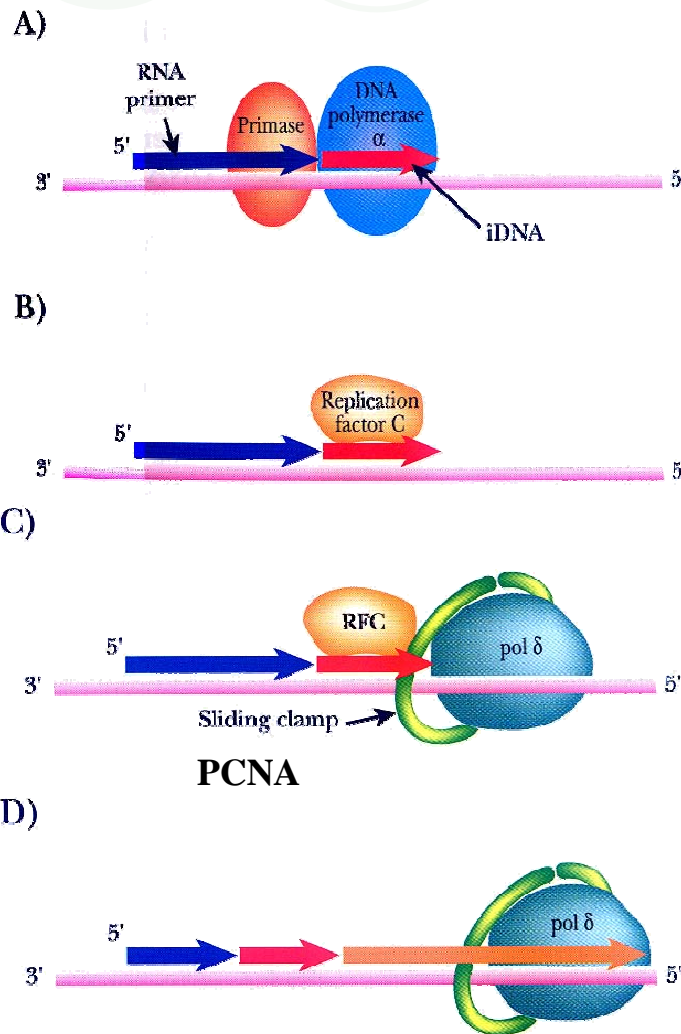 A)
RNA
primer
Primase
DNA
polymerase
α
5'
3'
5
iDNA
B)
Replication
factor C
5'
3'
5
C)
RFC
pol δ
5'
3'
5'
Sliding clamp
PCNA
D)
pol δ
5'
3'
5'